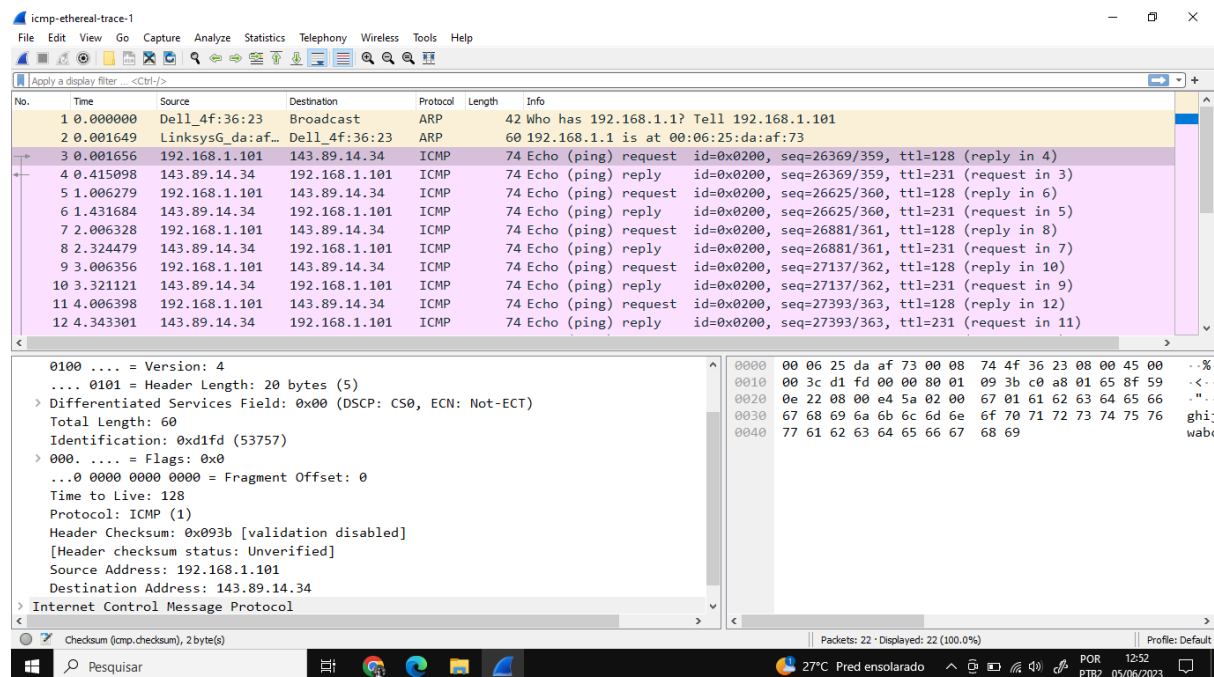 icmp-ethereal-trace-1
File Edit View Go Capture Analyze Statistics Telephony Wireless Tools Help
Apply a display filter ... <Ctrl-/>
No. Time Source Destination Protocol Length Info
1 0.000000 Dell_4f:36:23 Broadcast ARP 42 Who has 192.168.1.1? Tell 192.168.1.101
2 0.001649 LinksysG_da:af… Dell_4f:36:23 ARP 60 192.168.1.1 is at 00:06:25:da:af:73
3 0.001656 192.168.1.101 143.89.14.34 ICMP 74 Echo (ping) request id=0x0200, seq=26369/359, ttl=128 (reply in 4)
4 0.415098 143.89.14.34 192.168.1.101 ICMP 74 Echo (ping) reply id=0x0200, seq=26369/359, ttl=231 (request in 3)
5 1.006279 192.168.1.101 143.89.14.34 ICMP 74 Echo (ping) request id=0x0200, seq=26625/360, ttl=128 (reply in 6)
6 1.431684 143.89.14.34 192.168.1.101 ICMP 74 Echo (ping) reply id=0x0200, seq=26625/360, ttl=231 (request in 5)
7 2.006328 192.168.1.101 143.89.14.34 ICMP 74 Echo (ping) request id=0x0200, seq=26881/361, ttl=128 (reply in 8)
8 2.324479 143.89.14.34 192.168.1.101 ICMP 74 Echo (ping) reply id=0x0200, seq=26881/361, ttl=231 (request in 7)
9 3.006356 192.168.1.101 143.89.14.34 ICMP 74 Echo (ping) request id=0x0200, seq=27137/362, ttl=128 (reply in 10)
10 3.321121 143.89.14.34 192.168.1.101 ICMP 74 Echo (ping) reply id=0x0200, seq=27137/362, ttl=231 (request in 9)
11 4.006398 192.168.1.101 143.89.14.34 ICMP 74 Echo (ping) request id=0x0200, seq=27393/363, ttl=128 (reply in 12)
12 4.343301 143.89.14.34 192.168.1.101 ICMP 74 Echo (ping) reply id=0x0200, seq=27393/363, ttl=231 (request in 11)
0100 .... = Version: 4
.... 0101 = Header Length: 20 bytes (5)
> Differentiated Services Field: 0x00 (DSCP: CS0, ECN: Not-ECT)
Total Length: 60
Identification: 0xd1fd (53757)
> 000. .... = Flags: 0x0
...0 0000 0000 0000 = Fragment Offset: 0
Time to Live: 128
Protocol: ICMP (1)
Header Checksum: 0x093b [validation disabled]
[Header checksum status: Unverified]
Source Address: 192.168.1.101
Destination Address: 143.89.14.34
> Internet Control Message Protocol
0000 00 06 25 da af 73 00 08 74 4f 36 23 08 00 45 00 ··%
0010 00 3c d1 fd 00 00 80 01 09 3b c0 a8 01 65 8f 59 ·<·
0020 0e 22 08 00 e4 5a 02 00 67 01 61 62 63 64 65 66 ·"·
0030 67 68 69 6a 6b 6c 6d 6e 6f 70 71 72 73 74 75 76 ghij
0040 77 61 62 63 64 65 66 67 68 69 wabc
Checksum (icmp.checksum), 2 byte(s)
Packets: 22 · Displayed: 22 (100.0%)
Profile: Default
Pesquisar
27°C Pred ensolarado
POR
PTB2
12:52
05/06/2023